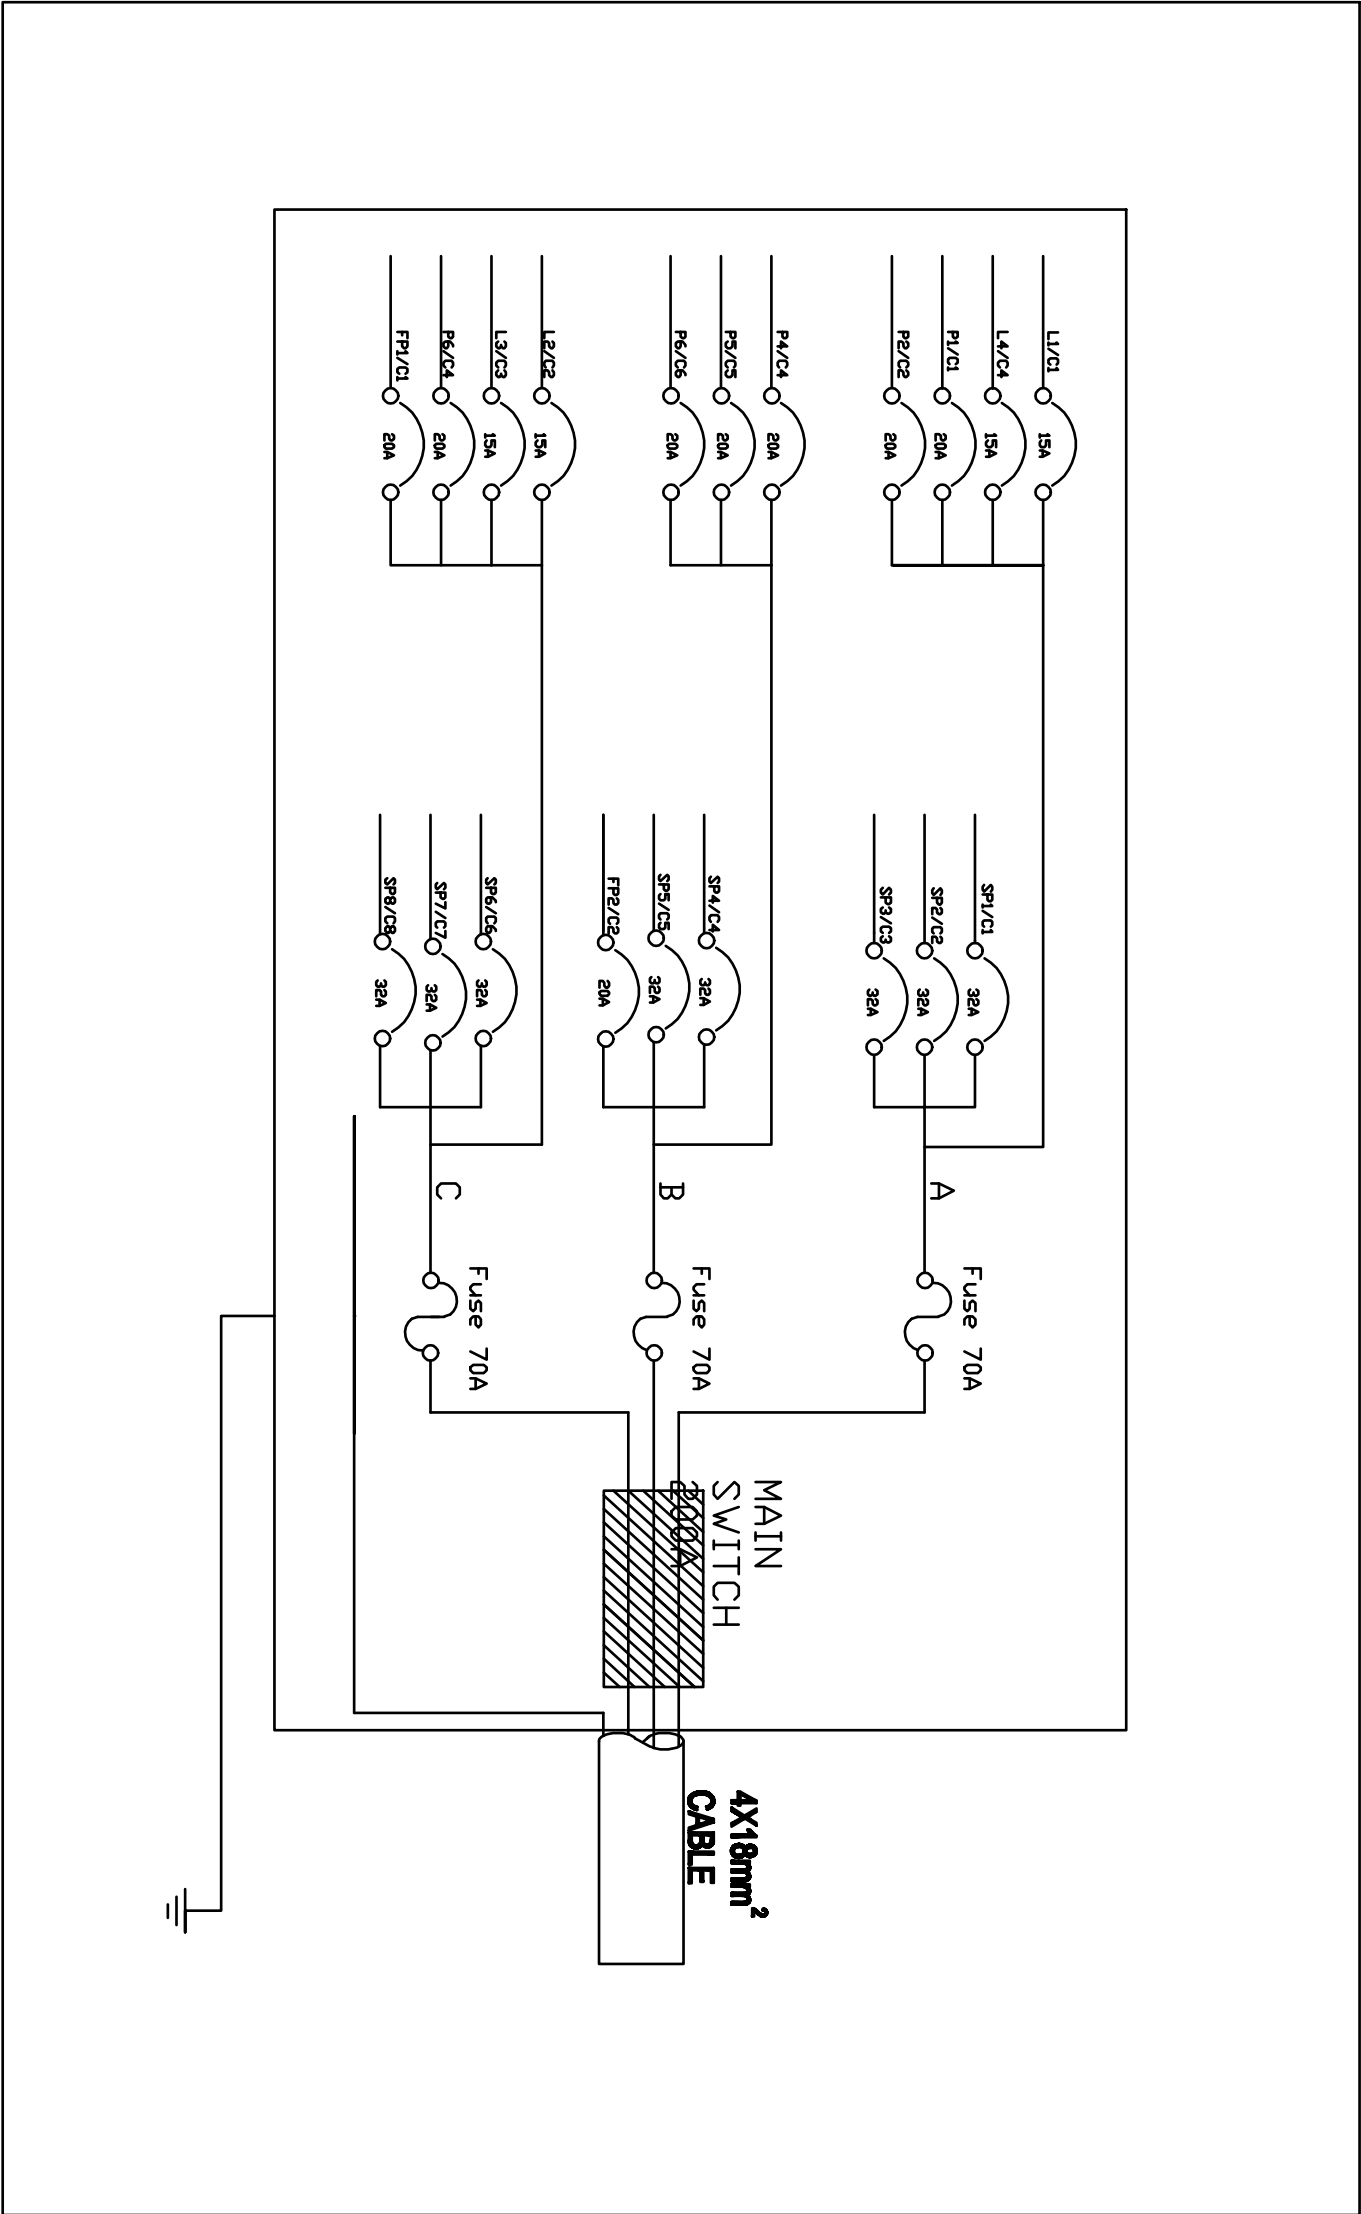 L1/C1
15A
L4/C4
15A
P1/C1
20A
P2/C2
20A
SP1/C1
32A
SP2/C2
32A
SP3/C3
32A
A
Fuse 70A
P4/C4
20A
P5/C5
20A
P6/C6
20A
SP4/C4
32A
SP5/C5
32A
FP2/C2
20A
B
Fuse 70A
L2/C2
15A
L3/C3
15A
P6/C4
20A
FP1/C1
20A
SP6/C6
32A
SP7/C7
32A
SP8/C8
32A
C
Fuse 70A
MAIN
SWITCH
200A
4X18mm²
CABLE